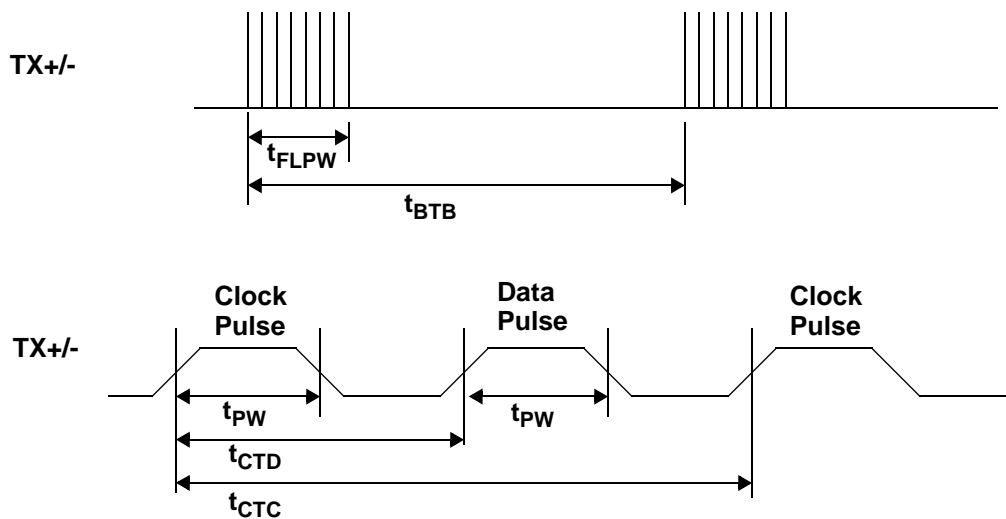 TX+/-
tFLPW
tBTB
Clock
Pulse
Data
Pulse
Clock
Pulse
TX+/-
tPW
tPW
tCTD
tCTC